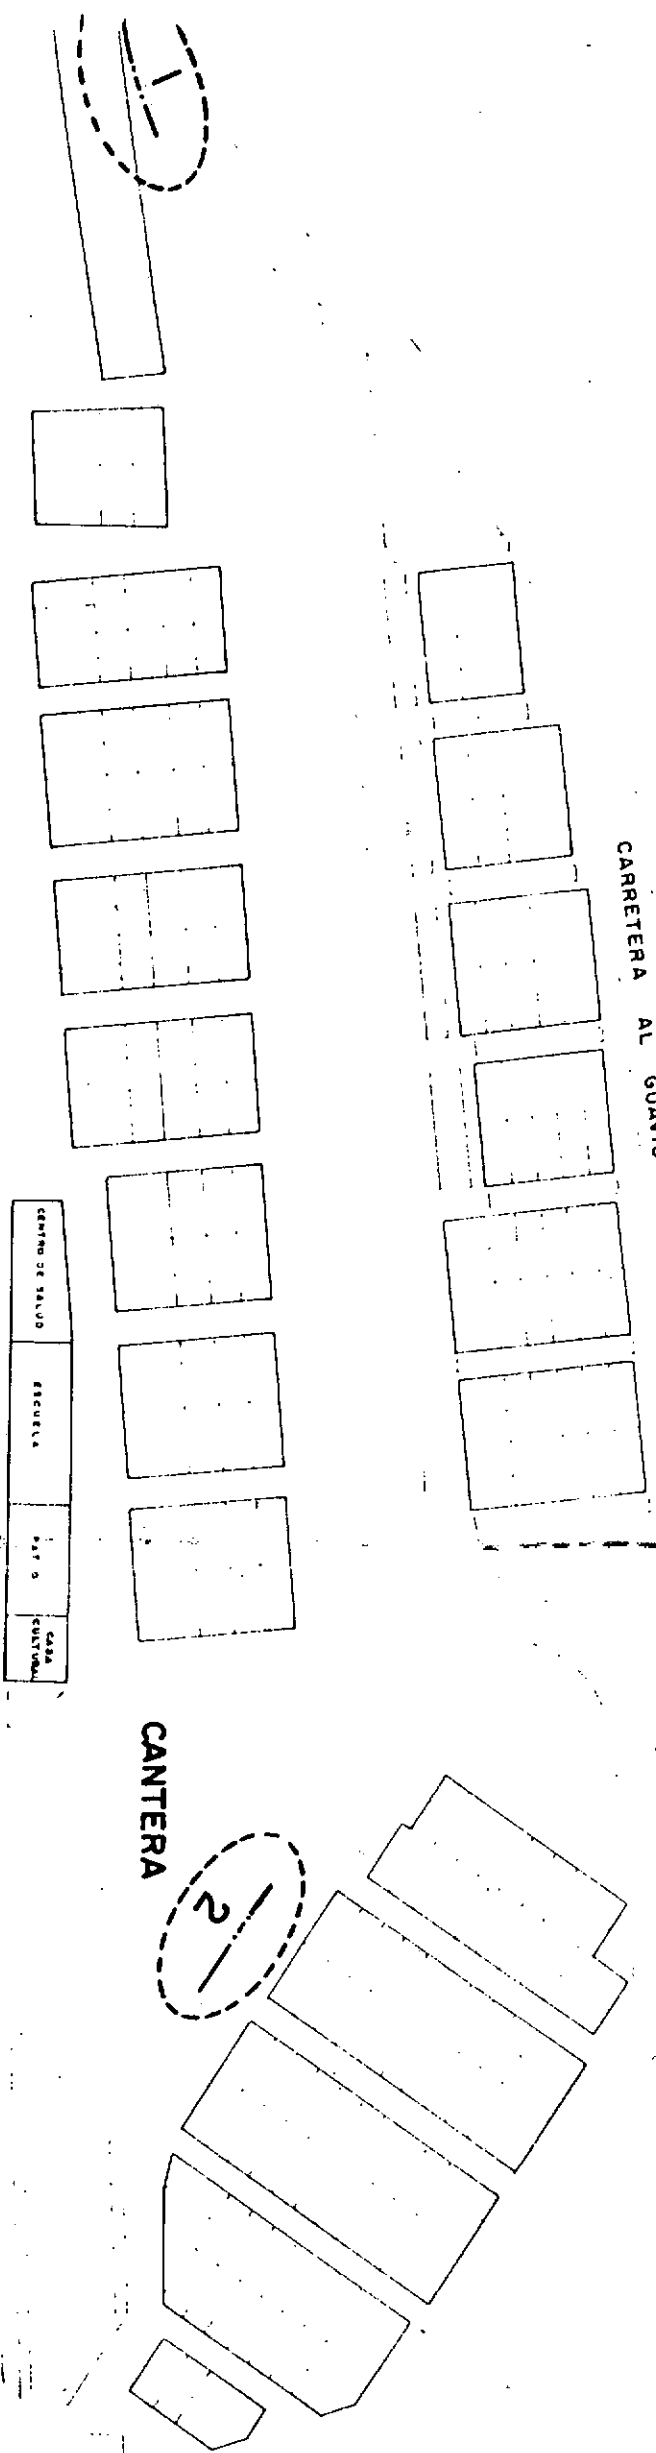 1
CARRETERA AL
CENTRO DE SALUD
ESCUELA
CASA
CULTURAL
CANTERA
2